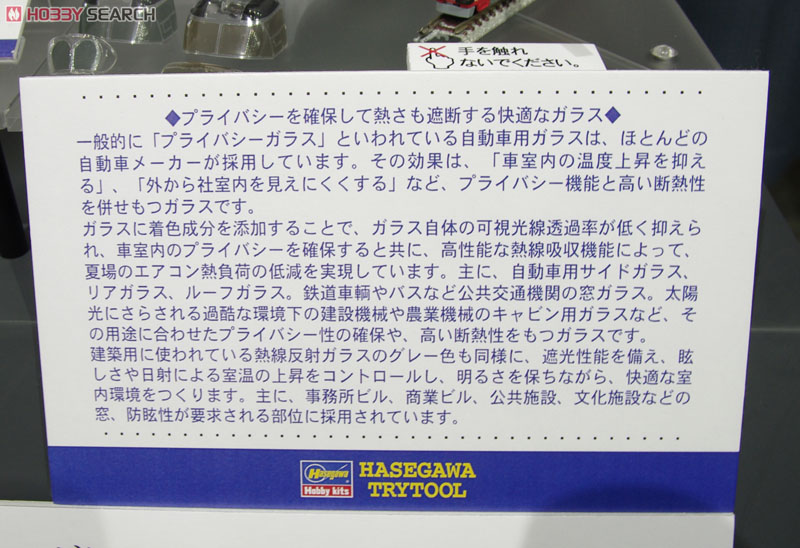 HOBBY SEARCH
手を触れ
ないでください。
◆プライバシーを確保して熱さも遮断する快適なガラス◆
一般的に「プライバシーガラス」といわれている自動車用ガラスは、ほとんどの
自動車メーカーが採用しています。その効果は、「車室内の温度上昇を抑え
る」、「外から社室内を見えにくくする」など、プライバシー機能と高い断熱性
を併せもつガラスです。
ガラスに着色成分を添加することで、ガラス自体の可視光線透過率が低く抑えら
れ、車室内のプライバシーを確保すると共に、高性能な熱線吸収機能によって、
夏場のエアコン熱負荷の低減を実現しています。主に、自動車用サイドガラス、
リアガラス、ルーフガラス。鉄道車輌やバスなど公共交通機関の窓ガラス。太陽
光にさらされる過酷な環境下の建設機械や農業機械のキャビン用ガラスなど、そ
の用途に合わせたプライバシー性の確保や、高い断熱性をもつガラスです。
建築用に使われている熱線反射ガラスのグレー色も同様に、遮光性能を備え、眩
しさや日射による室温の上昇をコントロールし、明るさを保ちながら、快適な室
内環境をつくります。主に、事務所ビル、商業ビル、公共施設、文化施設などの
窓、防眩性が要求される部位に採用されています。
Hasegawa
Hobby kits
HASEGAWA
TRYTOOL